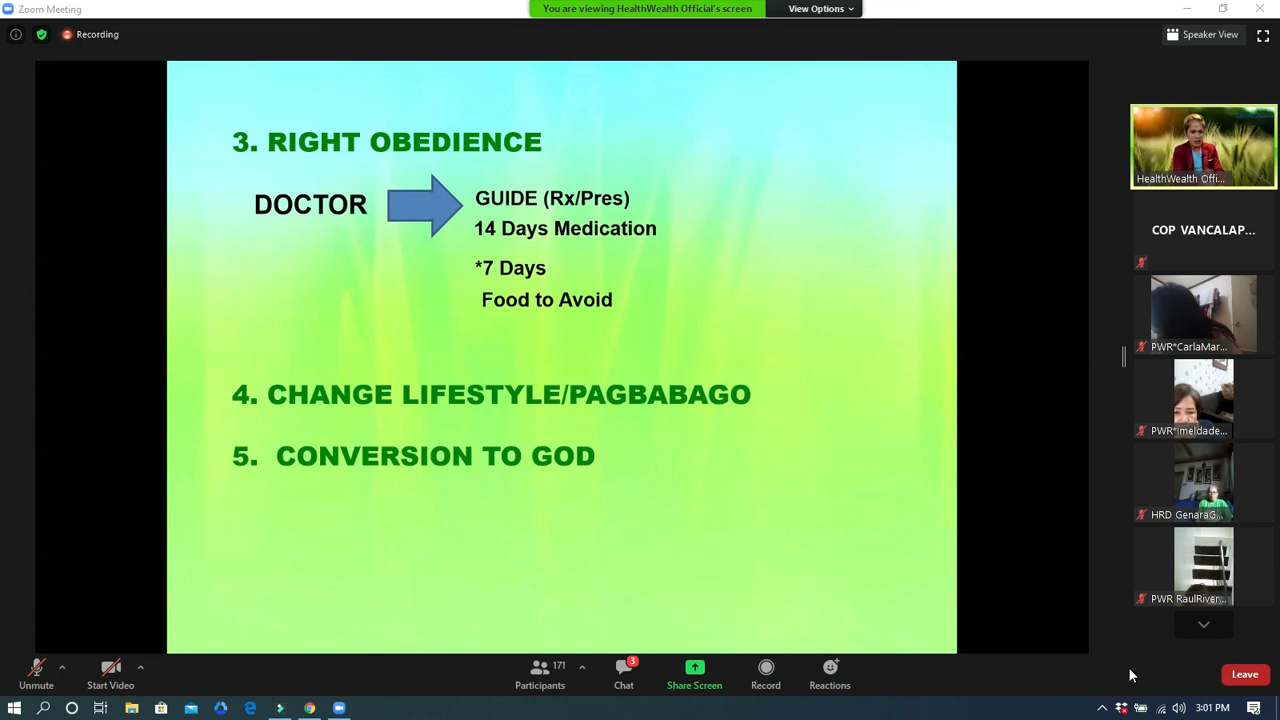 Zoom Meeting
You are viewing HealthWealth Official's screen
View Options
Recording
Speaker View
3. RIGHT OBEDIENCE
DOCTOR
GUIDE (Rx/Pres)
14 Days Medication
*7 Days
Food to Avoid
4. CHANGE LIFESTYLE/PAGBABAGO
5. CONVERSION TO GOD
HealthWealth Offi...
COP VANCALAP...
PWR*CarlaMar...
PWR*Imeldade...
HRD GenaraG...
PWR RaulRiver...
Unmute
Start Video
171
Participants
3
Chat
Share Screen
Record
Reactions
Leave
3:01 PM